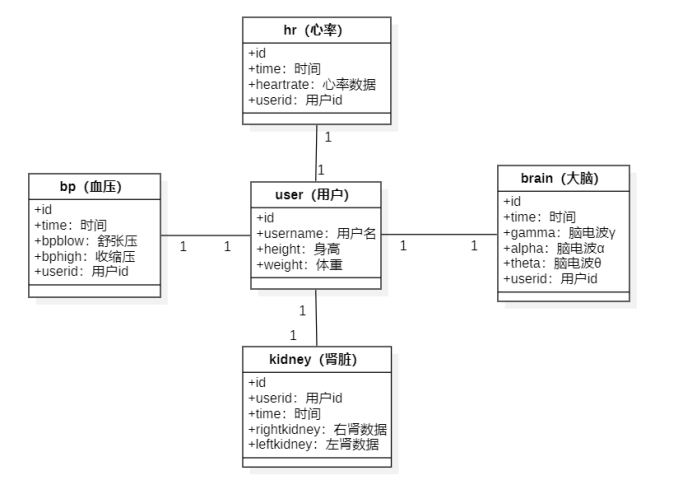 hr（心率）
+id
+time：时间
+heartrate：心率数据
+userid：用户id
1
1
bp（血压）
+id
+time：时间
+bpblow：舒张压
+bphigh：收缩压
+userid：用户id
1
1
user（用户）
+id
+username：用户名
+height：身高
+weight：体重
1
1
brain（大脑）
+id
+time：时间
+gamma：脑电波γ
+alpha：脑电波α
+theta：脑电波θ
+userid：用户id
1
1
kidney（肾脏）
+id
+userid：用户id
+time：时间
+rightkidney：右肾数据
+leftkidney：左肾数据